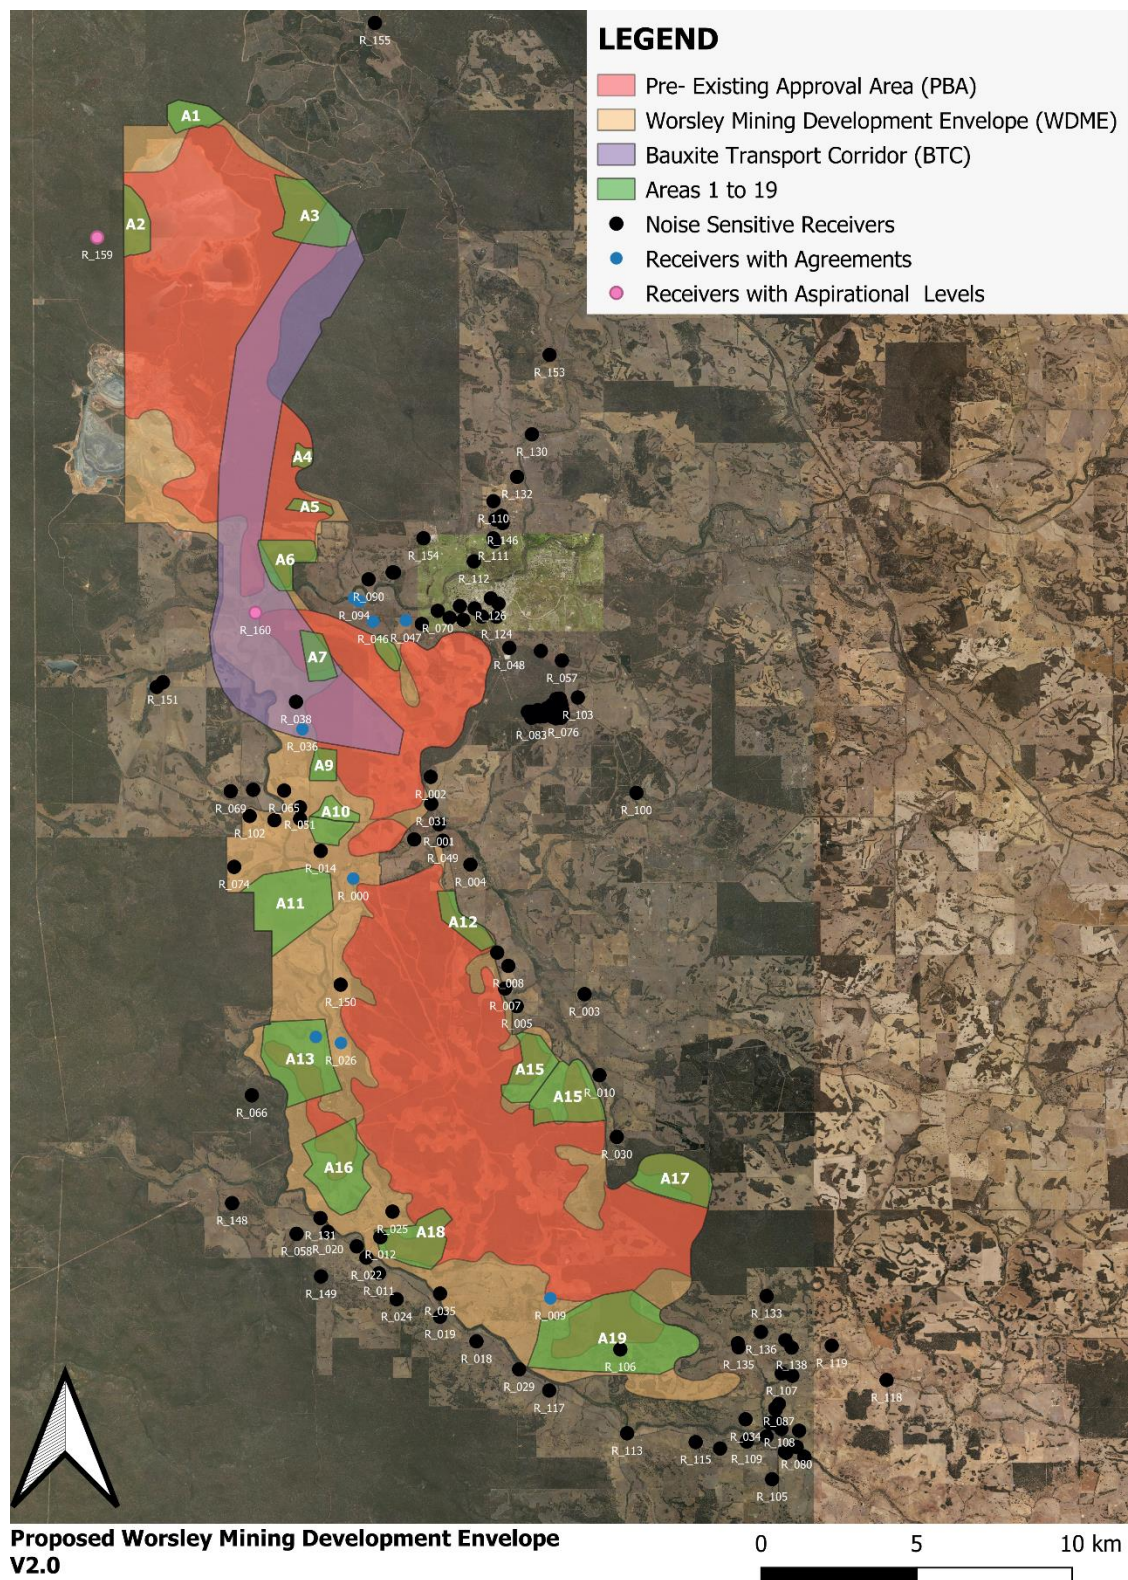 R_155
LEGEND
Pre- Existing Approval Area (PBA)
Worsley Mining Development Envelope (WDME)
Bauxite Transport Corridor (BTC)
Areas 1 to 19
Noise Sensitive Receivers
Receivers with Agreements
Receivers with Aspirational Levels
A1
A2
A3
R_159
R_153
R_130
A4
R_132
A5
R_110
R_146
R_154
R_111
A6
R_112
R_090
R_094
R_160
R_126
R_046
R_047
R_070
R_124
A7
R_048
R_057
R_151
R_038
R_103
R_083
R_076
R_036
A9
R_002
R_100
R_069
R_065
A10
R_102
R_051
R_031
R_001
R_014
R_049
R_074
R_004
R_000
A11
A12
R_008
R_150
R_007
R_003
R_005
A13
R_026
A15
R_010
A15
R_066
R_030
A16
A17
R_148
R_025
R_131
A18
R_058
R_020
R_012
R_022
R_149
R_011
R_024
R_035
R_009
R_019
R_133
A19
R_106
R_136
R_018
R_135
R_138
R_119
R_029
R_107
R_118
R_117
R_087
R_034
R_113
R_108
R_115
R_109
R_080
R_105
Proposed Worsley Mining Development Envelope
V2.0
0 5 10 km